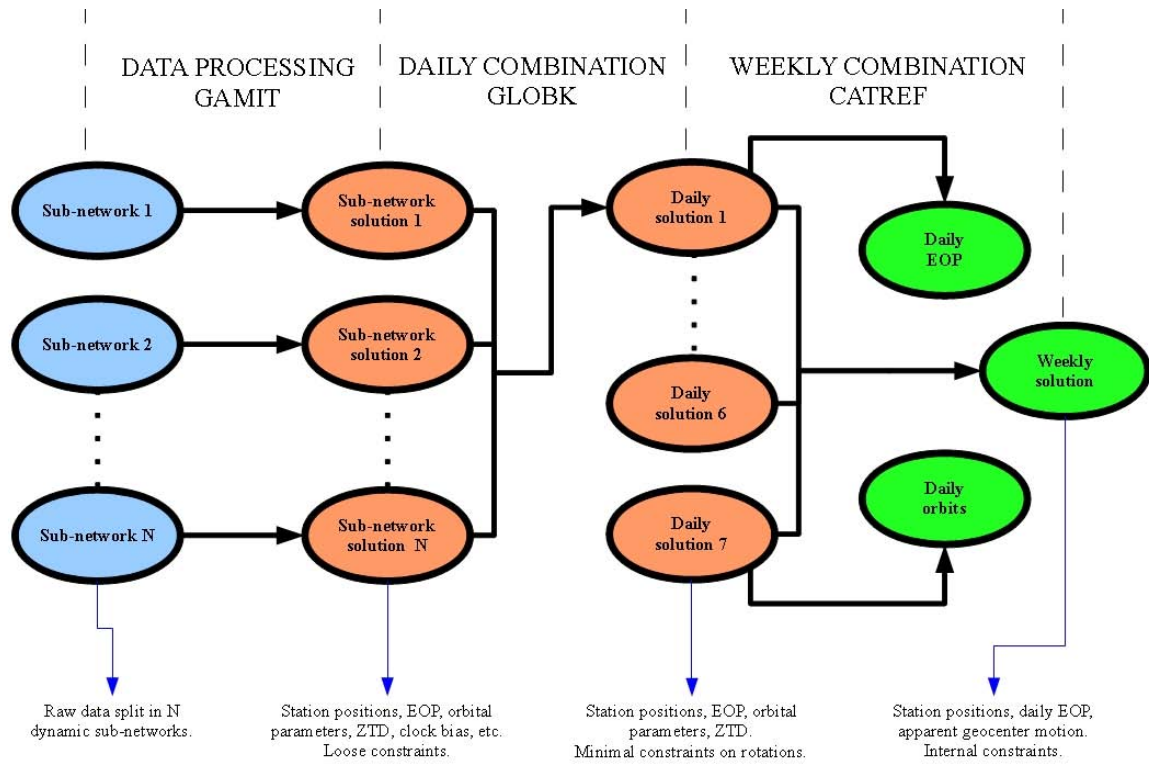 DATA PROCESSING
GAMIT
DAILY COMBINATION
GLOBK
WEEKLY COMBINATION
CATREF
Sub-network 1
Sub-network
solution 1
Daily
solution 1
Daily
EOP
Sub-network 2
Sub-network
solution 2
Daily
solution 6
Weekly
solution
Sub-network N
Sub-network
solution N
Daily
solution 7
Daily
orbits
Raw data split in N
dynamic sub-networks.
Station positions, EOP, orbital
parameters, ZTD, clock bias, etc.
Loose constraints.
Station positions, EOP, orbital
parameters, ZTD.
Minimal constraints on rotations.
Station positions, daily EOP,
apparent geocenter motion.
Internal constraints.